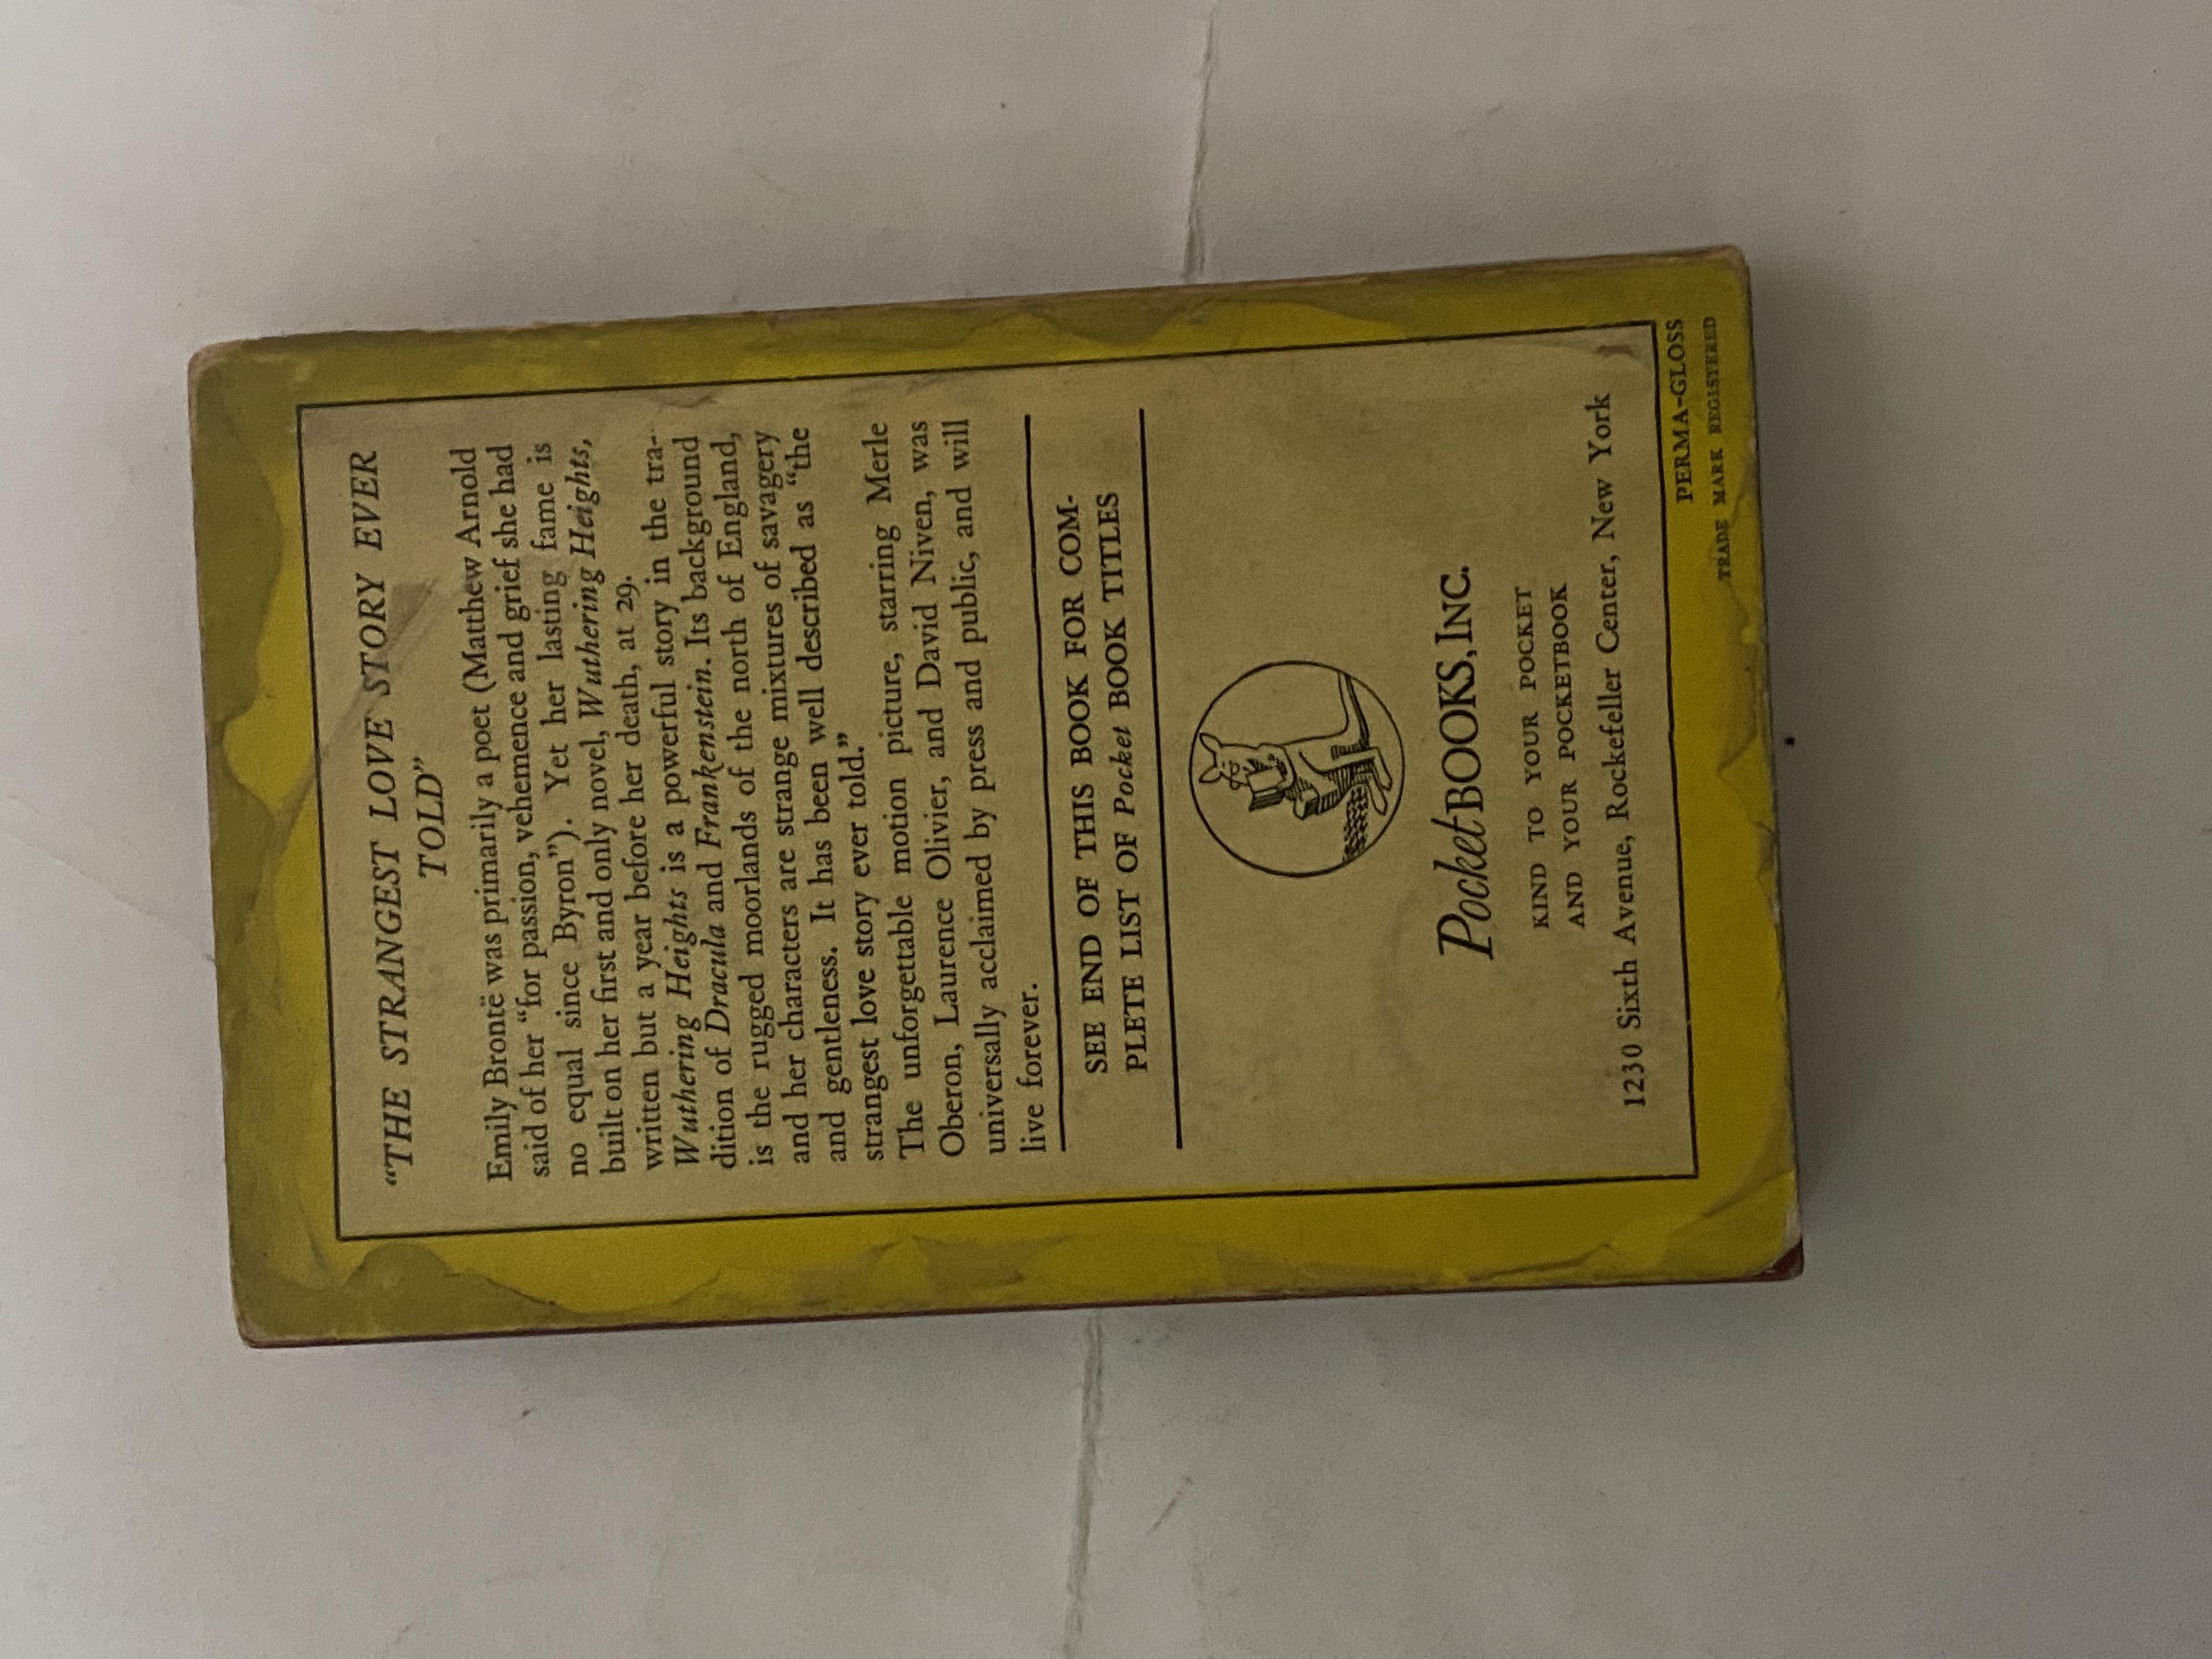 “THE STRANGEST LOVE STORY EVER
TOLD”
Emily Brontë was primarily a poet (Matthew Arnold
said of her “for passion, vehemence and grief she had
no equal since Byron”). Yet her lasting fame is
built on her first and only novel, Wuthering Heights,
written but a year before her death, at 29.
Wuthering Heights is a powerful story in the tra-
dition of Dracula and Frankenstein. Its background
is the rugged moorlands of the north of England,
and her characters are strange mixtures of savagery
and gentleness. It has been well described as “the
strangest love story ever told.”
The unforgettable motion picture, starring Merle
Oberon, Laurence Olivier, and David Niven, was
universally acclaimed by press and public, and will
live forever.
SEE END OF THIS BOOK FOR COM-
PLETE LIST OF Pocket BOOK TITLES
Pocket BOOKS, INC.
KIND TO YOUR POCKET
AND YOUR POCKETBOOK
1230 Sixth Avenue, Rockefeller Center, New York
PERMA-GLOSS
TRADE MARK REGISTERED